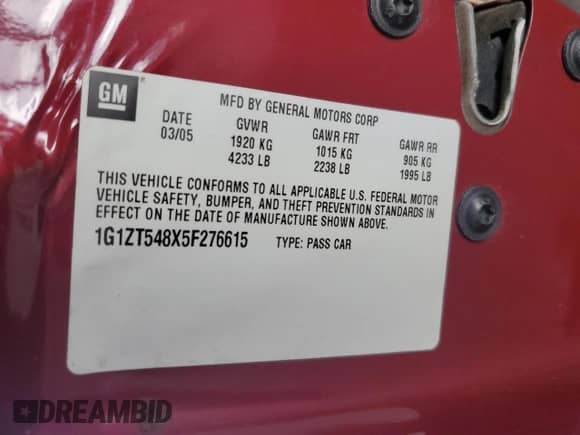 GM
MFD BY GENERAL MOTORS CORP
DATE GVWR GAWR FRT GAWR RR
03/05 1920 KG 1015 KG 905 KG
4233 LB 2238 LB 1995 LB
THIS VEHICLE CONFORMS TO ALL APPLICABLE U.S. FEDERAL MOTOR
VEHICLE SAFETY, BUMPER, AND THEFT PREVENTION STANDARDS IN
EFFECT ON THE DATE OF MANUFACTURE SHOWN ABOVE.
1G1ZT548X5F276615 TYPE: PASS CAR
DREAMBID